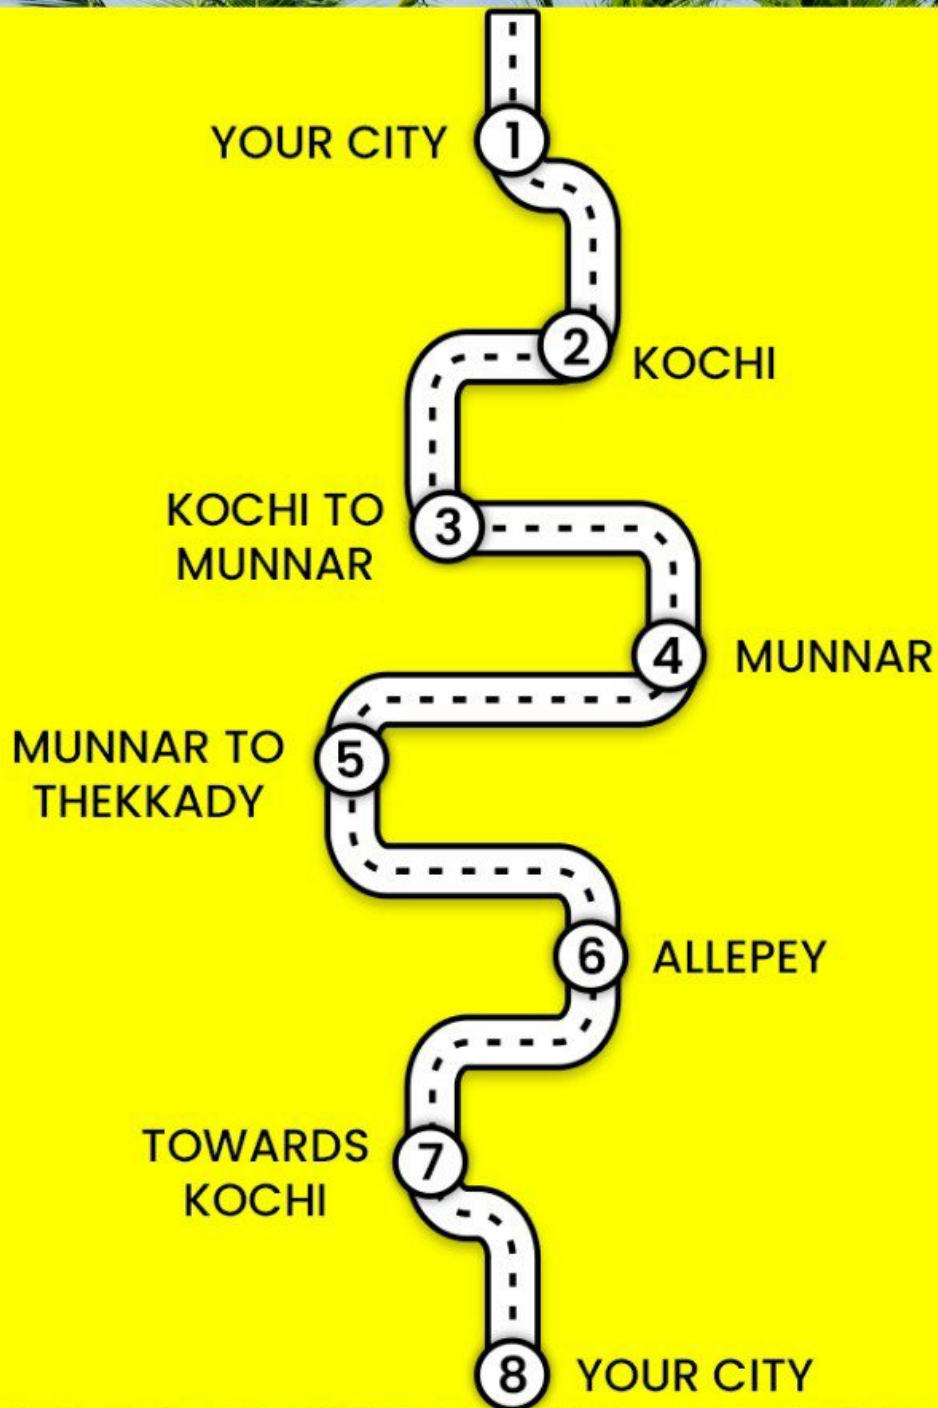 1
YOUR CITY
2
KOCHI
KOCHI TO
MUNNAR
3
4
MUNNAR
MUNNAR TO
THEKKADY
5
6
ALLEPEY
TOWARDS
KOCHI
7
8
YOUR CITY